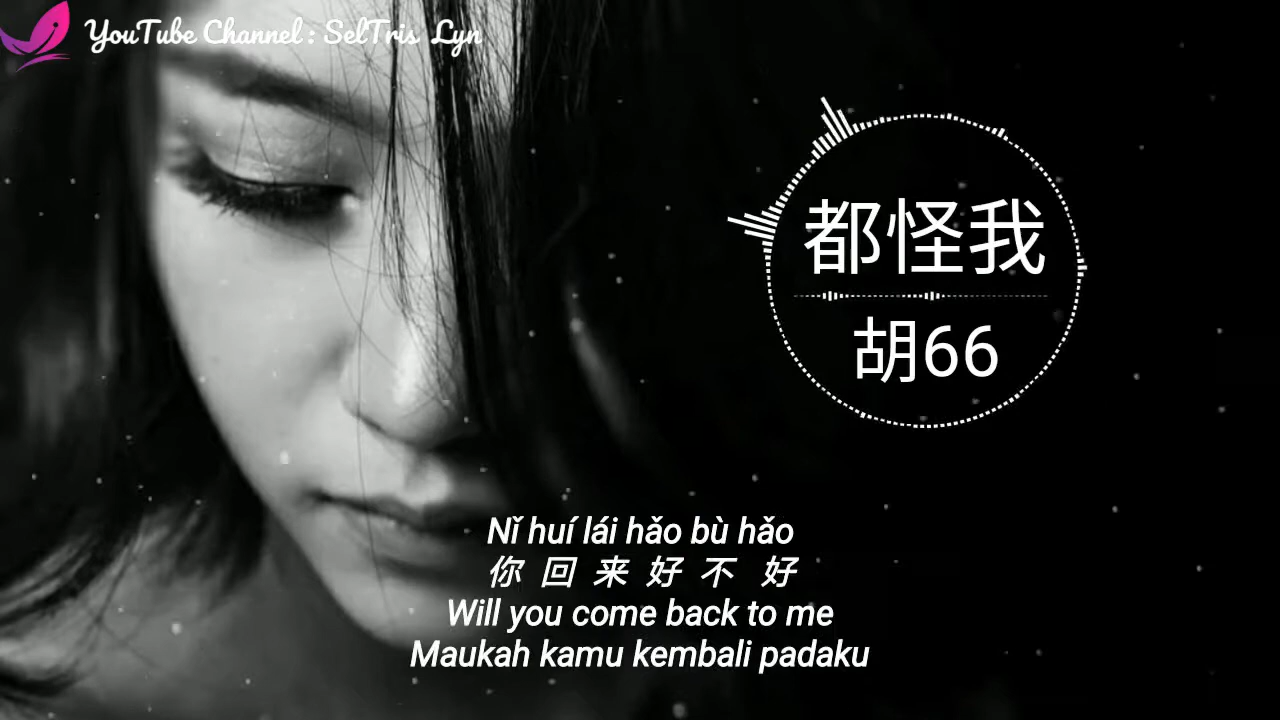 YouTube Channel : SelTris Lyn
都怪我
胡66
Nǐ huí lái hǎo bù hǎo
你 回 来 好 不 好
Will you come back to me
Maukah kamu kembali padaku